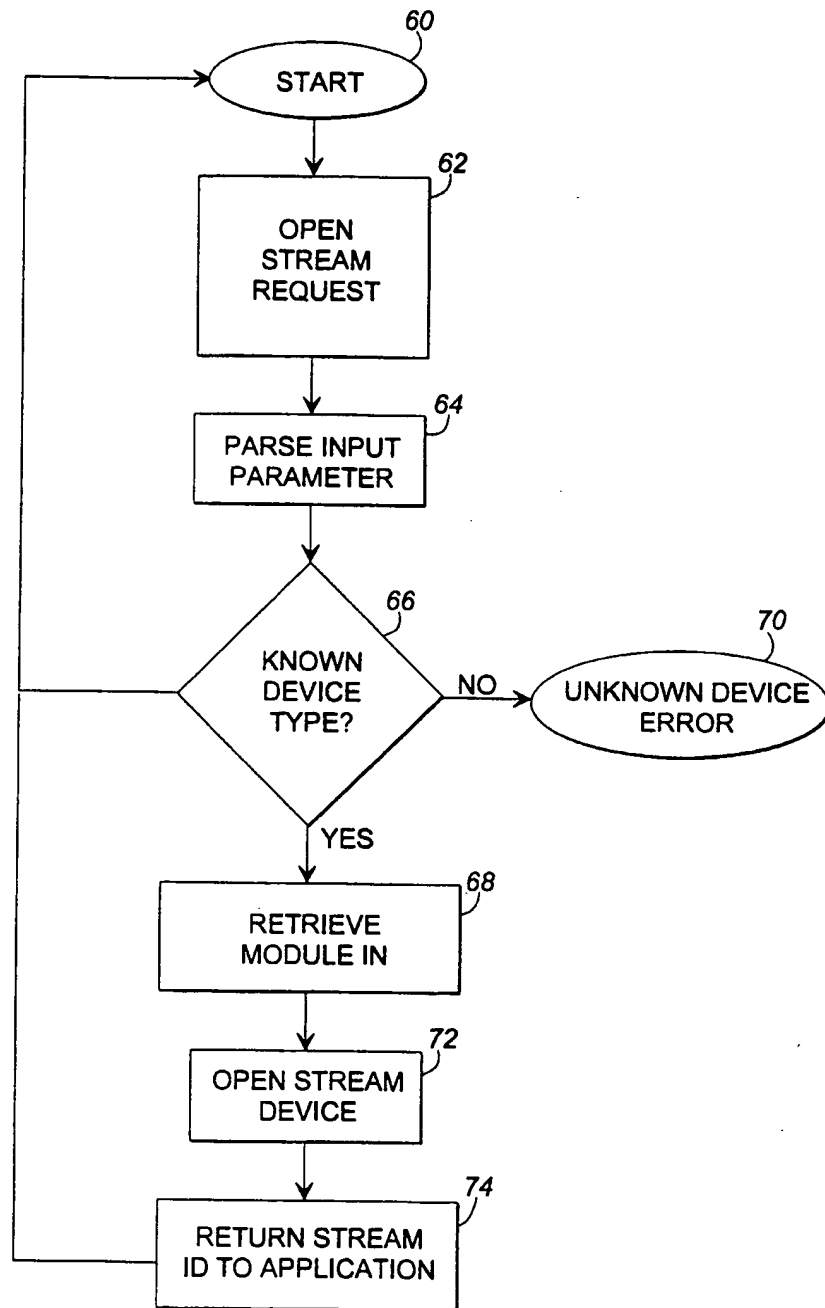 60
START
62
OPEN
STREAM
REQUEST
64
PARSE INPUT
PARAMETER
66
KNOWN
DEVICE
TYPE?
NO
70
UNKNOWN DEVICE
ERROR
YES
68
RETRIEVE
MODULE IN
72
OPEN STREAM
DEVICE
74
RETURN STREAM
ID TO APPLICATION